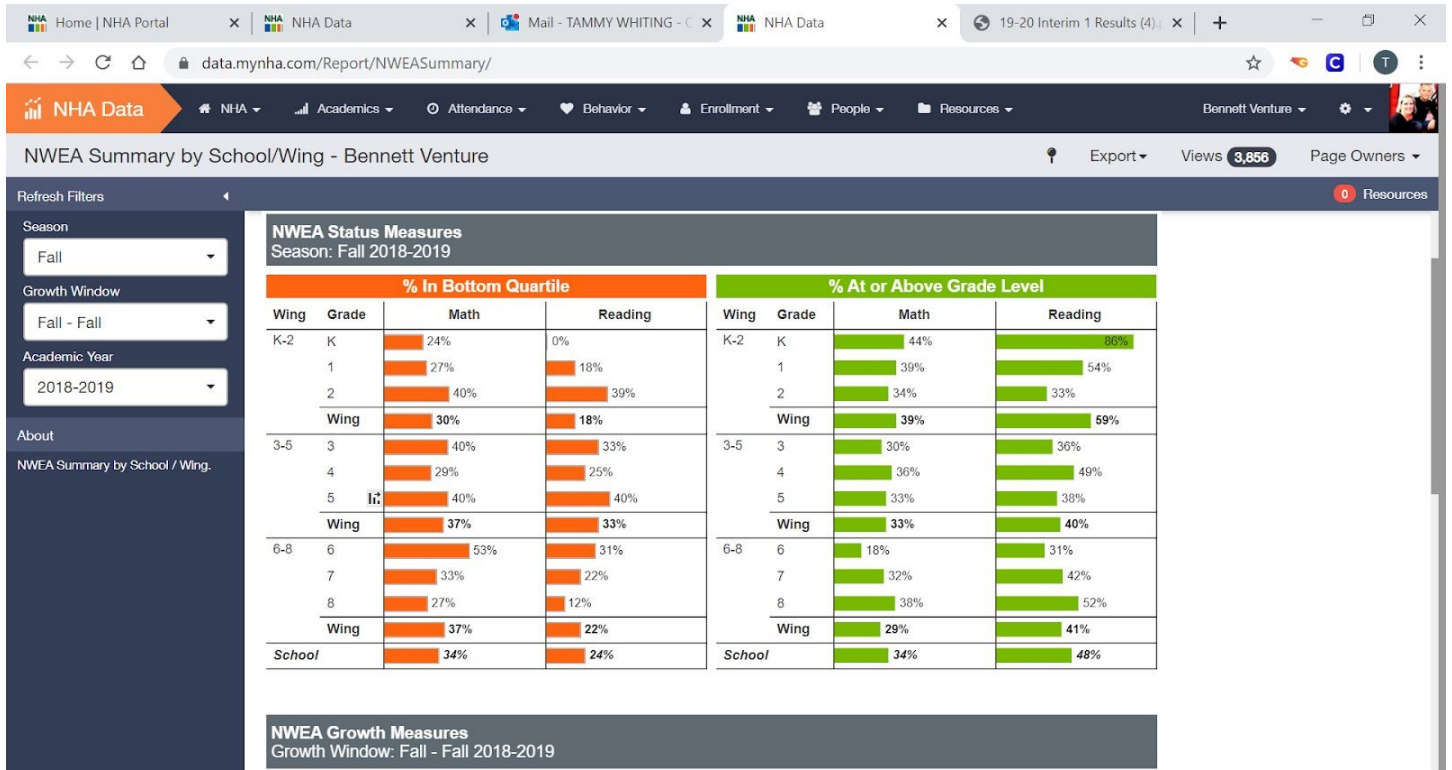 NHA Home | NHA Portal
NHA NHA Data
Mail - TAMMY WHITING - C
NHA NHA Data
19-20 Interim 1 Results (4).
data.mynha.com/Report/NWEASummary/
G C T
NHA Data NHA Academics Attendance Behavior Enrollment People Resources Bennett Venture
NWEA Summary by School/Wing - Bennett Venture Export Views 3,856 Page Owners
Refresh Filters 0 Resources
Season
Fall
Growth Window
Fall - Fall
Academic Year
2018-2019
About
NWEA Summary by School / Wing.
NWEA Status Measures
Season: Fall 2018-2019
% In Bottom Quartile
Wing Grade Math Reading
K-2 K 24% 0%
1 27% 18%
2 40% 39%
Wing 30% 18%
3-5 3 40% 33%
4 29% 25%
5 40% 40%
Wing 37% 33%
6-8 6 53% 31%
7 33% 22%
8 27% 12%
Wing 37% 22%
School 34% 24%
% At or Above Grade Level
Wing Grade Math Reading
K-2 K 44% 86%
1 39% 54%
2 34% 33%
Wing 39% 59%
3-5 3 30% 36%
4 36% 49%
5 33% 38%
Wing 33% 40%
6-8 6 18% 31%
7 32% 42%
8 38% 52%
Wing 29% 41%
School 34% 48%
NWEA Growth Measures
Growth Window: Fall - Fall 2018-2019